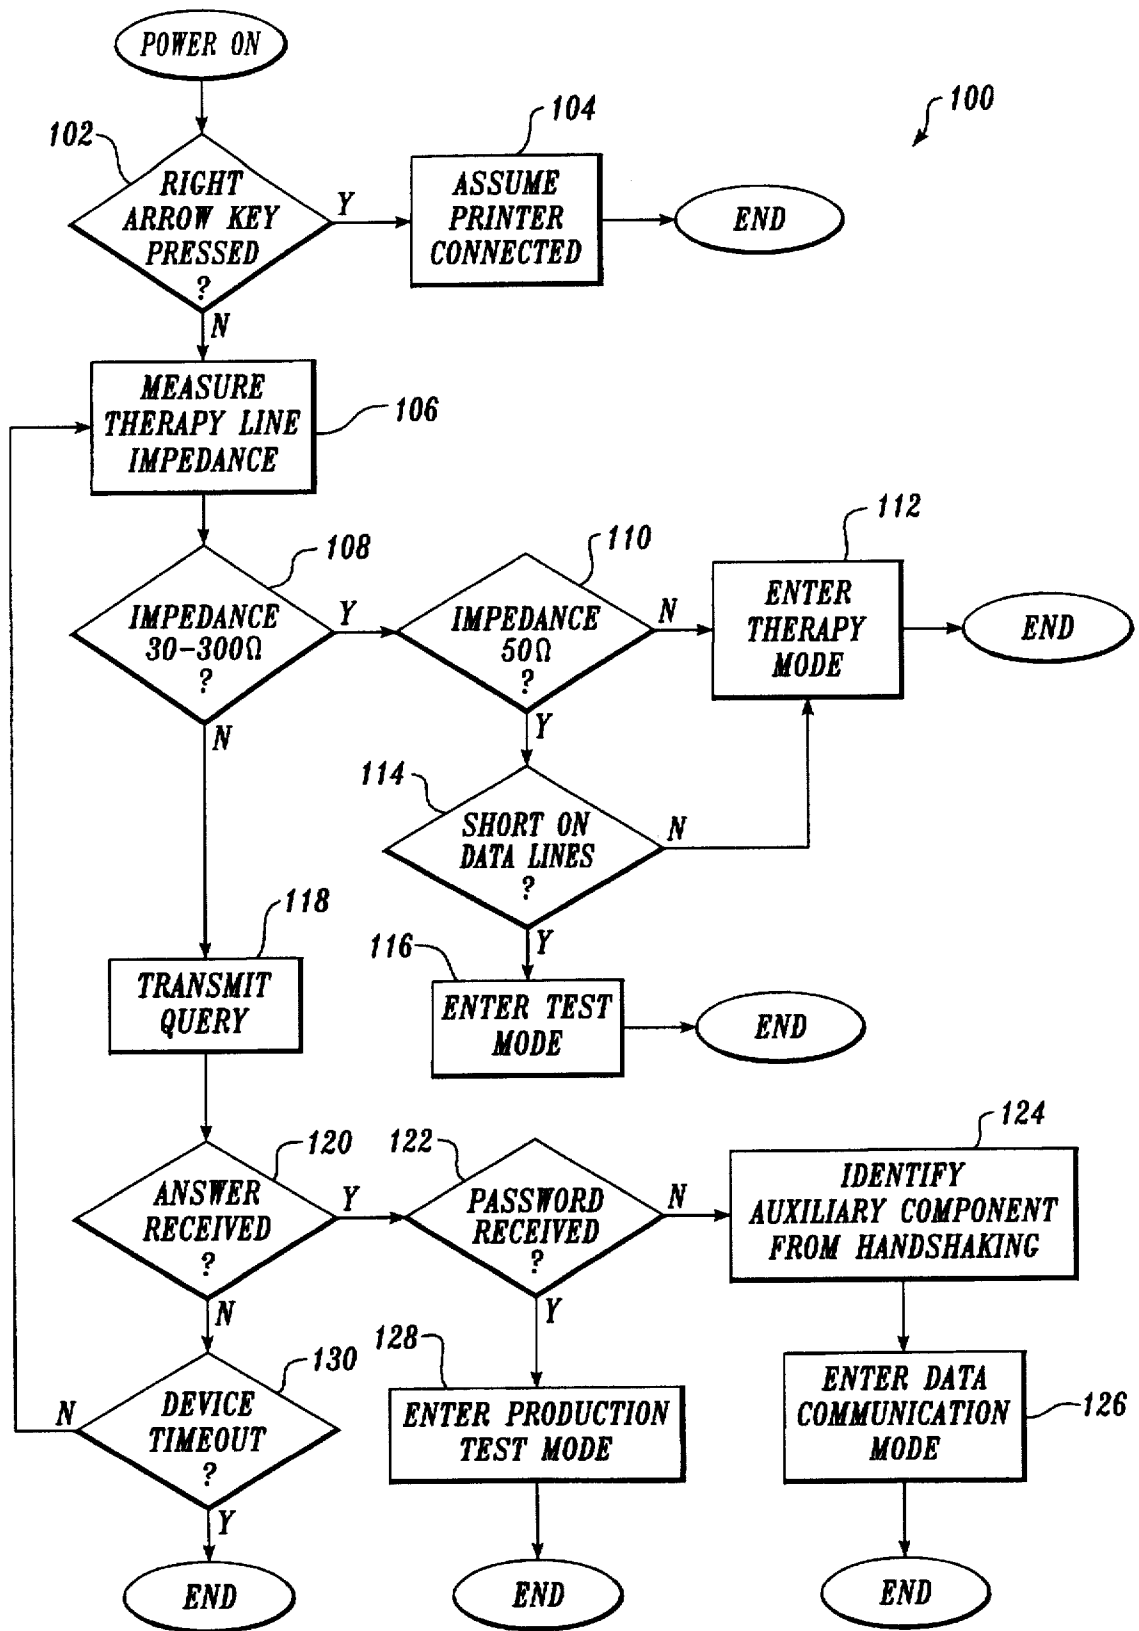 POWER ON
100
102
RIGHT
ARROW KEY
PRESSED
?
Y
N
104
ASSUME
PRINTER
CONNECTED
END
MEASURE
THERAPY LINE
IMPEDANCE
106
108
IMPEDANCE
30-300Ω
?
Y
N
110
IMPEDANCE
50Ω
?
N
Y
112
ENTER
THERAPY
MODE
END
114
SHORT ON
DATA LINES
?
N
Y
116
ENTER TEST
MODE
END
118
TRANSMIT
QUERY
120
ANSWER
RECEIVED
?
Y
N
122
PASSWORD
RECEIVED
?
N
Y
124
IDENTIFY
AUXILIARY COMPONENT
FROM HANDSHAKING
130
DEVICE
TIMEOUT
?
N
Y
END
128
ENTER PRODUCTION
TEST MODE
END
ENTER DATA
COMMUNICATION
MODE
126
END